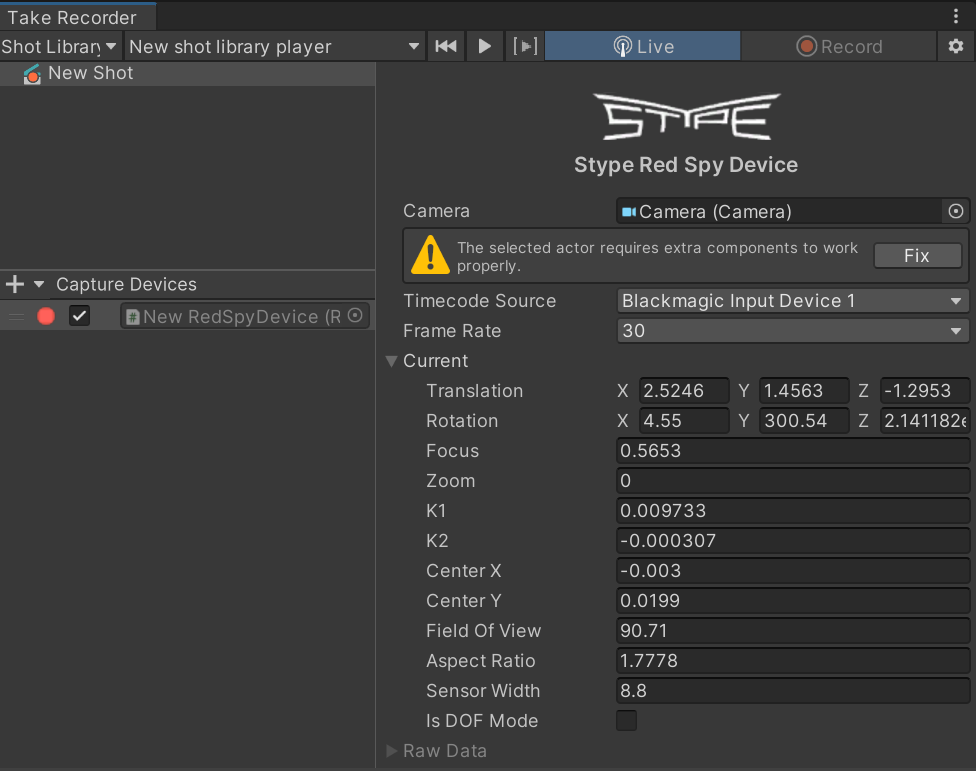 Take Recorder
Shot Library New shot library player Live Record
New Shot
STYPE
Stype Red Spy Device
Camera Camera (Camera)
The selected actor requires extra components to work
properly.
Fix
Capture Devices
New RedSpyDevice (R
Timecode Source Blackmagic Input Device 1
Frame Rate 30
Current
Translation X 2.5246 Y 1.4563 Z -1.2953
Rotation X 4.55 Y 300.54 Z 2.141182e
Focus 0.5653
Zoom 0
K1 0.009733
K2 -0.000307
Center X -0.003
Center Y 0.0199
Field Of View 90.71
Aspect Ratio 1.7778
Sensor Width 8.8
Is DOF Mode
Raw Data